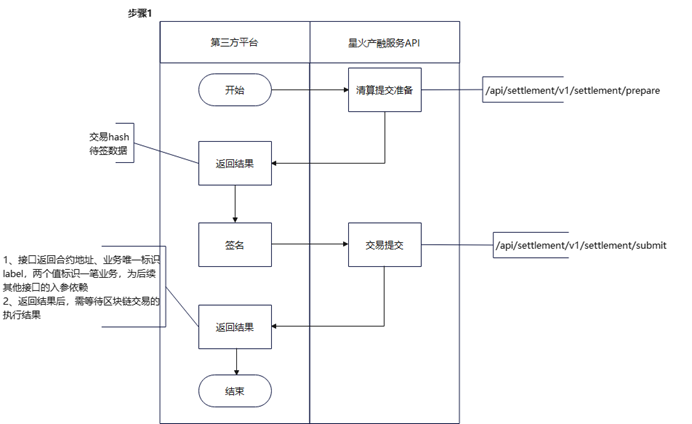 步骤1
第三方平台
星火产融服务API
开始
清算提交准备
/api/settlement/v1/settlement/prepare
交易hash
待签数据
返回结果
签名
交易提交
/api/settlement/v1/settlement/submit
1、接口返回合约地址、业务唯一标识
label，两个值标识一笔业务，为后续
其他接口的入参依赖
2、返回结果后，需等待区块链交易的
执行结果
返回结果
结束